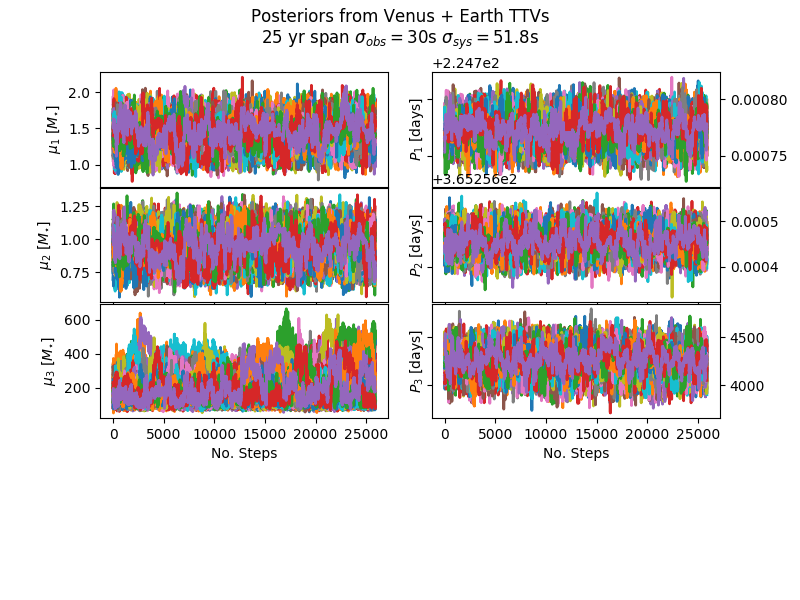 Posteriors from Venus + Earth TTVs
25 yr span σ_obs = 30s σ_sys = 51.8s
+2.247e2
2.0
1.5
1.0
μ₁ [M⋆]
P₁ [days]
0.00080
0.00075
+3.65256e2
1.25
1.00
0.75
μ₂ [M⋆]
P₂ [days]
0.0005
0.0004
600
400
200
μ₃ [M⋆]
P₃ [days]
4500
4000
0 5000 10000 15000 20000 25000
No. Steps
0 5000 10000 15000 20000 25000
No. Steps